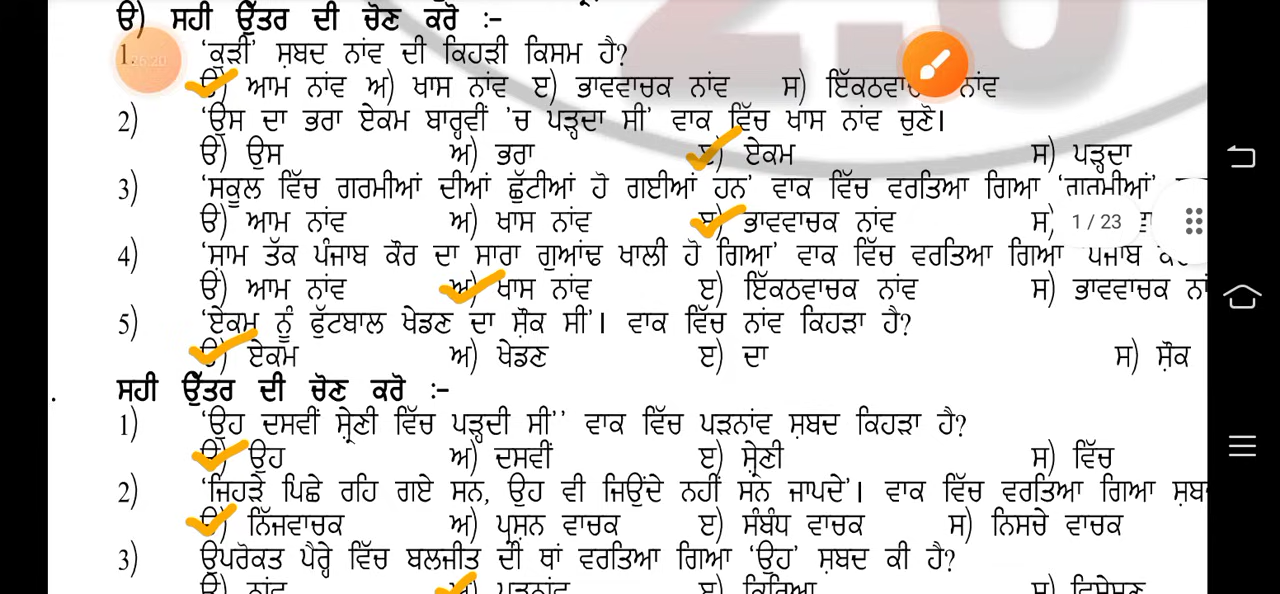 ੳ) ਸਹੀ ਉੱਤਰ ਦੀ ਚੋਣ ਕਰੋ :-
1. 'ਕੁੜੀ' ਸ਼ਬਦ ਨਾਂਵ ਦੀ ਕਿਹੜੀ ਕਿਸਮ ਹੈ?
05:20
ੳ) ਆਮ ਨਾਂਵ ਅ) ਖਾਸ ਨਾਂਵ ੲ) ਭਾਵਵਾਚਕ ਨਾਂਵ ਸ) ਨਾਂਵ
2) 'ਉਸ ਦਾ ਭਰਾ ਏਕਮ ਬਾਰ੍ਹਵੀਂ 'ਚ ਪੜ੍ਹਦਾ ਸੀ' ਵਾਕ ਵਿੱਚ ਖਾਸ ਨਾਂਵ ਚੁਣੋ।
ੳ) ਉਸ ਅ) ਭਰਾ ੲ) ਏਕਮ ਸ) ਪੜ੍ਹਦਾ
3) 'ਸਕੂਲ ਵਿੱਚ ਗਰਮੀਆਂ ਦੀਆਂ ਛੁੱਟੀਆਂ ਹੋ ਗਈਆਂ ਹਨ' ਵਾਕ ਵਿੱਚ ਵਰਤਿਆ ਗਿਆ 'ਗਰਮੀਆਂ'
ੳ) ਆਮ ਨਾਂਵ ਅ) ਖਾਸ ਨਾਂਵ ੲ) ਭਾਵਵਾਚਕ ਨਾਂਵ ਸ)
1 / 23
4) 'ਸ਼ਾਮ ਤੱਕ ਪੰਜਾਬ ਕੌਰ ਦਾ ਸਾਰਾ ਗੁਆਂਢ ਖਾਲੀ ਹੋ ਗਿਆ' ਵਾਕ ਵਿੱਚ ਵਰਤਿਆ ਗਿਆ 'ਪੰਜਾਬ
ੳ) ਆਮ ਨਾਂਵ ਅ) ਖਾਸ ਨਾਂਵ ੲ) ਇੱਕਠਵਾਚਕ ਨਾਂਵ ਸ) ਭਾਵਵਾਚਕ
5) 'ਏਕਮ ਨੂੰ ਫੁੱਟਬਾਲ ਖੇਡਣ ਦਾ ਸ਼ੌਕ ਸੀ'। ਵਾਕ ਵਿੱਚ ਨਾਂਵ ਕਿਹੜਾ ਹੈ?
ੳ) ਏਕਮ ਅ) ਖੇਡਣ ੲ) ਦਾ ਸ) ਸ਼ੌਕ
. ਸਹੀ ਉੱਤਰ ਦੀ ਚੋਣ ਕਰੋ :-
1) 'ਉਹ ਦਸਵੀਂ ਸ਼੍ਰੇਣੀ ਵਿੱਚ ਪੜ੍ਹਦੀ ਸੀ'' ਵਾਕ ਵਿੱਚ ਪੜਨਾਂਵ ਸ਼ਬਦ ਕਿਹੜਾ ਹੈ?
ੳ) ਉਹ ਅ) ਦਸਵੀਂ ੲ) ਸ਼੍ਰੇਣੀ ਸ) ਵਿੱਚ
2) 'ਜਿਹੜੇ ਪਿਛੇ ਰਹਿ ਗਏ ਸਨ, ਉਹ ਵੀ ਜਿਉਂਦੇ ਨਹੀਂ ਸਨ ਜਾਪਦੇ'। ਵਾਕ ਵਿੱਚ ਵਰਤਿਆ ਗਿਆ
ੳ) ਨਿੱਜਵਾਚਕ ਅ) ਪ੍ਰਸ਼ਨ ਵਾਚਕ ੲ) ਸੰਬੰਧ ਵਾਚਕ ਸ) ਨਿਸਚੇ ਵਾਚਕ
3) ਉਪਰੋਕਤ ਪੈਰ੍ਹੇ ਵਿੱਚ ਬਲਜੀਤ ਦੀ ਥਾਂ ਵਰਤਿਆ ਗਿਆ 'ਉਹ' ਸ਼ਬਦ ਕੀ ਹੈ?
ੳ) ਨਾਂਵ ਅ) ਪੜਨਾਂਵ ੲ) ਕਿਰਿਆ ਸ) ਵਿਸ਼ੇਸ਼ਣ